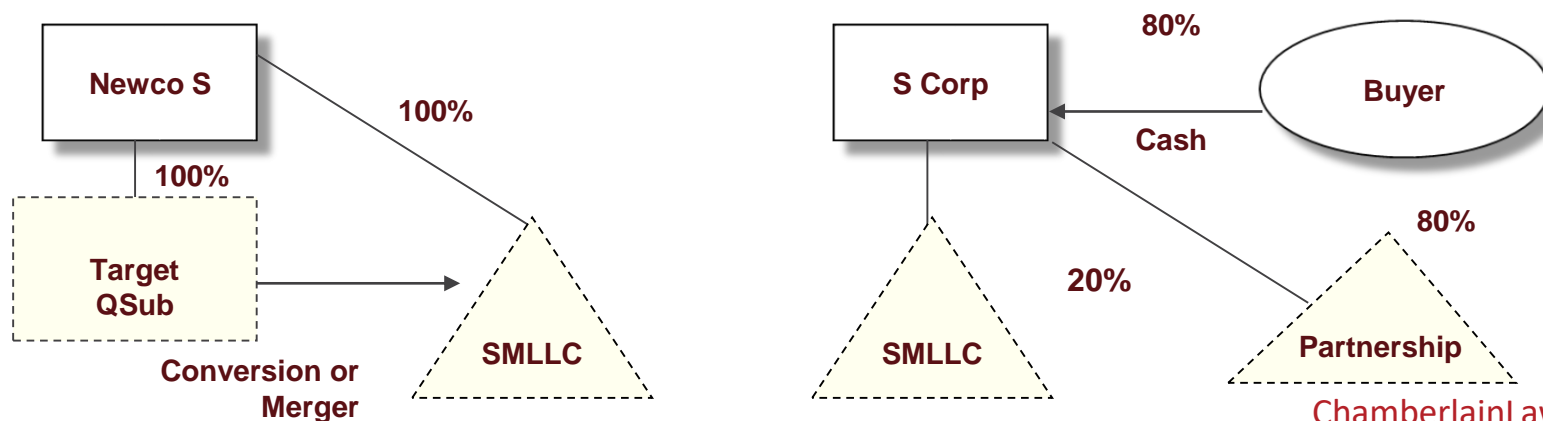 Newco S
100%
100%
Target
QSub
Conversion or
Merger
SMLLC
80%
S Corp
Buyer
Cash
80%
20%
SMLLC
Partnership